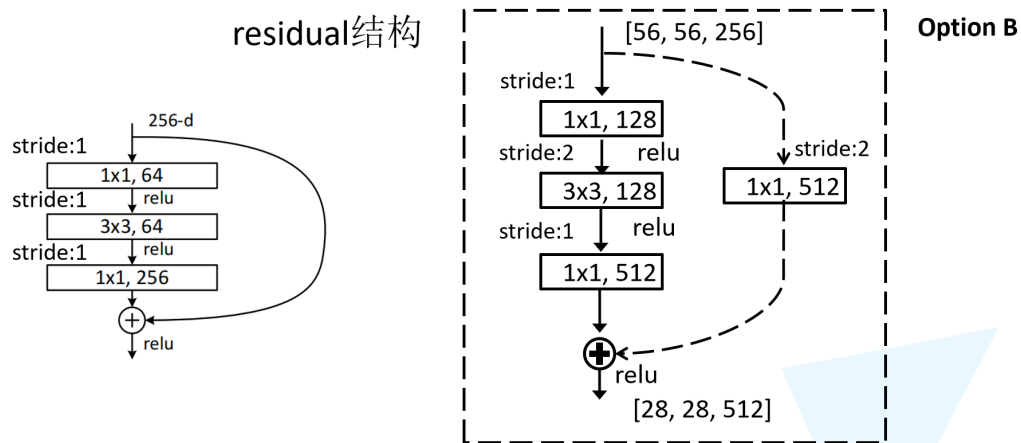 residual结构
256-d
stride:1
1x1, 64
relu
stride:1
3x3, 64
relu
stride:1
1x1, 256
relu
Option B
[56, 56, 256]
stride:1
1x1, 128
relu
stride:2
3x3, 128
relu
stride:1
1x1, 512
stride:2
1x1, 512
relu
[28, 28, 512]